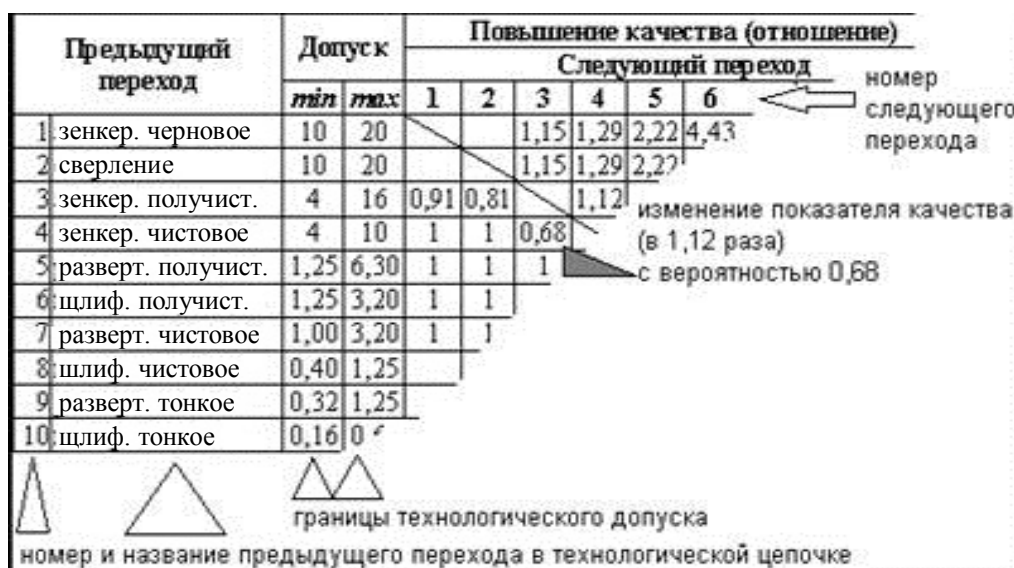 Предыдущий переход Допуск Повышение качества (отношение)
Следующий переход
min max 1 2 3 4 5 6
номер следующего перехода
1 зенкер. черновое 10 20 1,15 1,29 2,22 4,43
2 сверление 10 20 1,15 1,29 2,22
3 зенкер. получист. 4 16 0,91 0,81 1,12
4 зенкер. чистовое 4 10 1 1 0,68
изменение показателя качества
(в 1,12 раза)
с вероятностью 0,68
5 разверт. получист. 1,25 6,30 1 1 1
6 щлиф. получист. 1,25 3,20 1 1
7 разверт. чистовое 1,00 3,20 1 1
8 шлиф. чистовое 0,40 1,25
9 разверт. тонкое 0,32 1,25
10 щлиф. тонкое 0,16
границы технологического допуска
номер и название предыдущего перехода в технологической цепочке